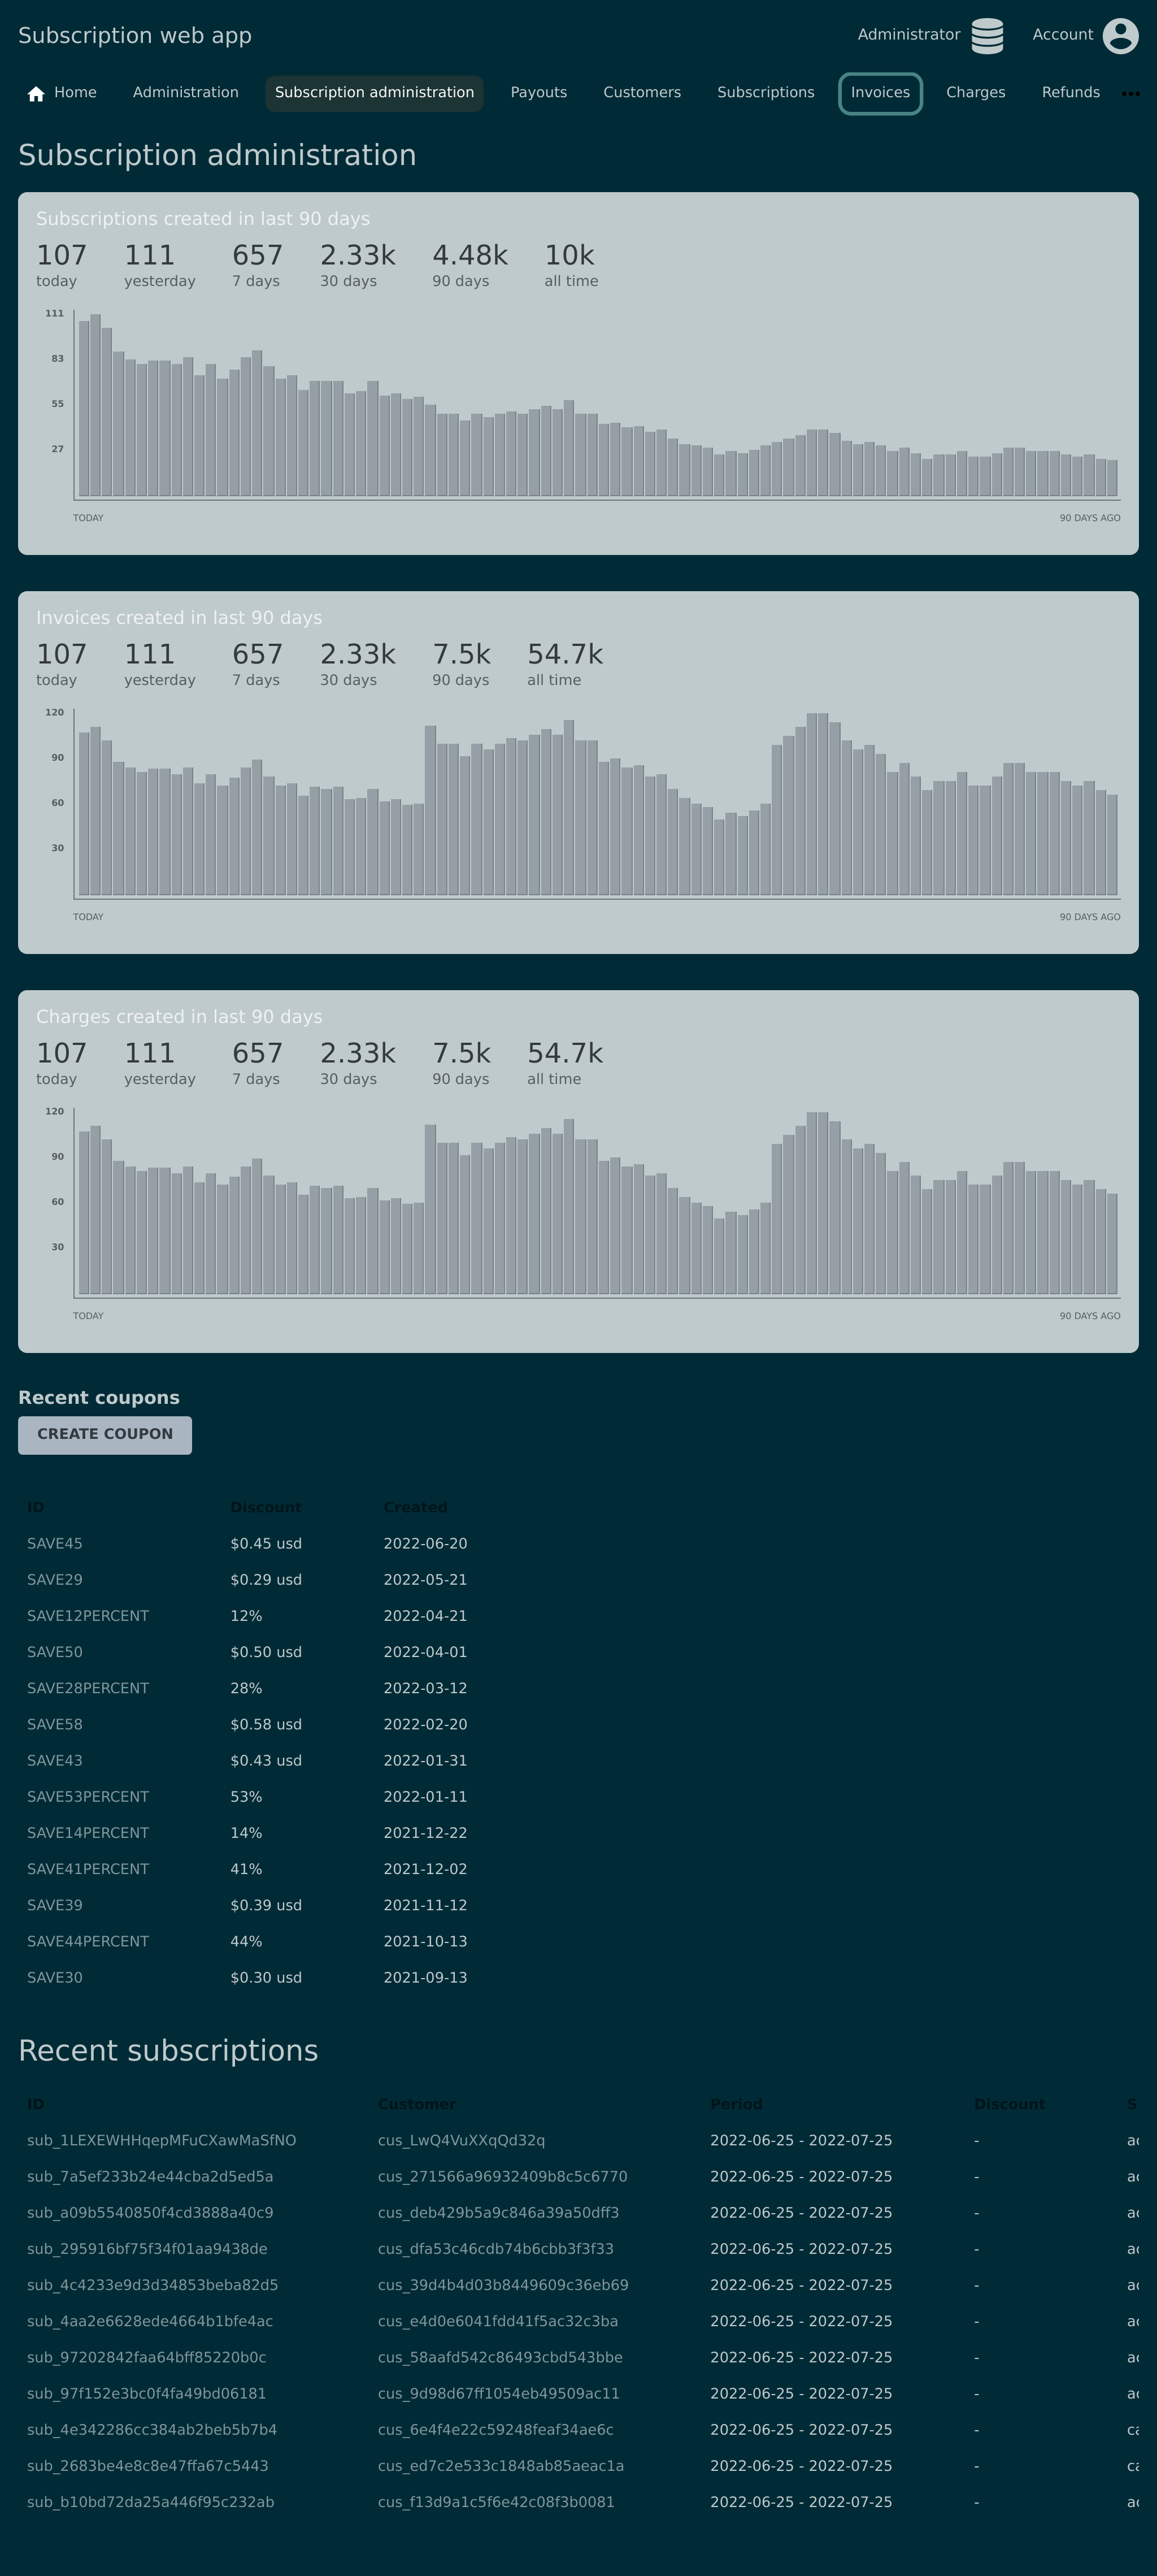 Subscription web app Administrator Account
Home Administration Subscription administration Payouts Customers Subscriptions Invoices Charges Refunds •••
Subscription administration
Subscriptions created in last 90 days
107 111 657 2.33k 4.48k 10k
today yesterday 7 days 30 days 90 days all time
111
83
55
27
TODAY 90 DAYS AGO
Invoices created in last 90 days
107 111 657 2.33k 7.5k 54.7k
today yesterday 7 days 30 days 90 days all time
120
90
60
30
TODAY 90 DAYS AGO
Charges created in last 90 days
107 111 657 2.33k 7.5k 54.7k
today yesterday 7 days 30 days 90 days all time
120
90
60
30
TODAY 90 DAYS AGO
Recent coupons
CREATE COUPON
ID Discount Created
SAVE45 $0.45 usd 2022-06-20
SAVE29 $0.29 usd 2022-05-21
SAVE12PERCENT 12% 2022-04-21
SAVE50 $0.50 usd 2022-04-01
SAVE28PERCENT 28% 2022-03-12
SAVE58 $0.58 usd 2022-02-20
SAVE43 $0.43 usd 2022-01-31
SAVE53PERCENT 53% 2022-01-11
SAVE14PERCENT 14% 2021-12-22
SAVE41PERCENT 41% 2021-12-02
SAVE39 $0.39 usd 2021-11-12
SAVE44PERCENT 44% 2021-10-13
SAVE30 $0.30 usd 2021-09-13
Recent subscriptions
ID Customer Period Discount
sub_1LEXEWHHqepMFuCXawMaSfNO cus_LwQ4VuXXqQd32q 2022-06-25 - 2022-07-25 -
sub_7a5ef233b24e44cba2d5ed5a cus_271566a96932409b8c5c6770 2022-06-25 - 2022-07-25 -
sub_a09b5540850f4cd3888a40c9 cus_deb429b5a9c846a39a50dff3 2022-06-25 - 2022-07-25 -
sub_295916bf75f34f01aa9438de cus_dfa53c46cdb74b6cbb3f3f33 2022-06-25 - 2022-07-25 -
sub_4c4233e9d3d34853beba82d5 cus_39d4b4d03b8449609c36eb69 2022-06-25 - 2022-07-25 -
sub_4aa2e6628ede4664b1bfe4ac cus_e4d0e6041fdd41f5ac32c3ba 2022-06-25 - 2022-07-25 -
sub_97202842faa64bff85220b0c cus_58aafd542c86493cbd543bbe 2022-06-25 - 2022-07-25 -
sub_97f152e3bc0f4fa49bd06181 cus_9d98d67ff1054eb49509ac11 2022-06-25 - 2022-07-25 -
sub_4e342286cc384ab2beb5b7b4 cus_6e4f4e22c59248feaf34ae6c 2022-06-25 - 2022-07-25 -
sub_2683be4e8c8e47ffa67c5443 cus_ed7c2e533c1848ab85aeac1a 2022-06-25 - 2022-07-25 -
sub_b10bd72da25a446f95c232ab cus_f13d9a1c5f6e42c08f3b0081 2022-06-25 - 2022-07-25 -